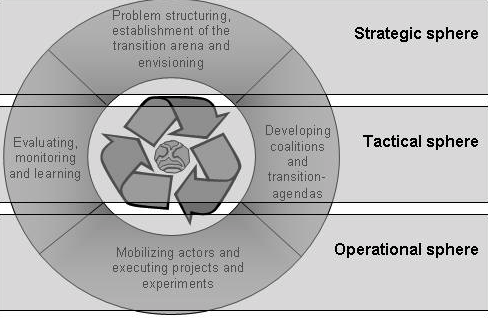 Problem structuring,
establishment of the
transition arena and
envisioning
Strategic sphere
Evaluating,
monitoring
and learning
Developing
coalitions
and
transition-
agendas
Tactical sphere
Mobilizing actors and
executing projects and
experiments
Operational sphere